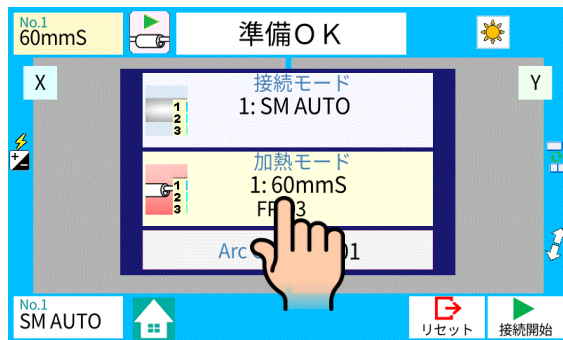 No.1
60mmS
準備OK
X
Y
接続モード
1: SM AUTO
1
2
3
加熱モード
1: 60mmS
1
2
3
Arc
No.1
SM AUTO
リセット
接続開始